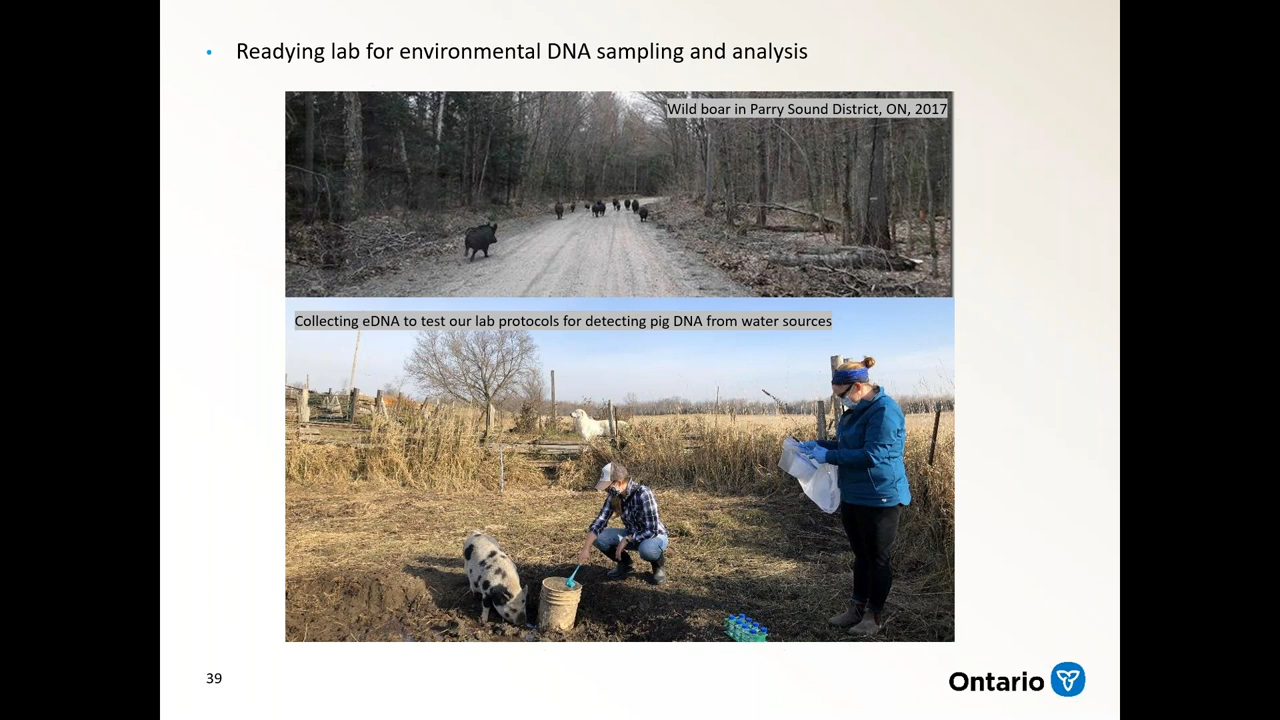 • Readying lab for environmental DNA sampling and analysis
Wild boar in Parry Sound District, ON, 2017
Collecting eDNA to test our lab protocols for detecting pig DNA from water sources
39
Ontario